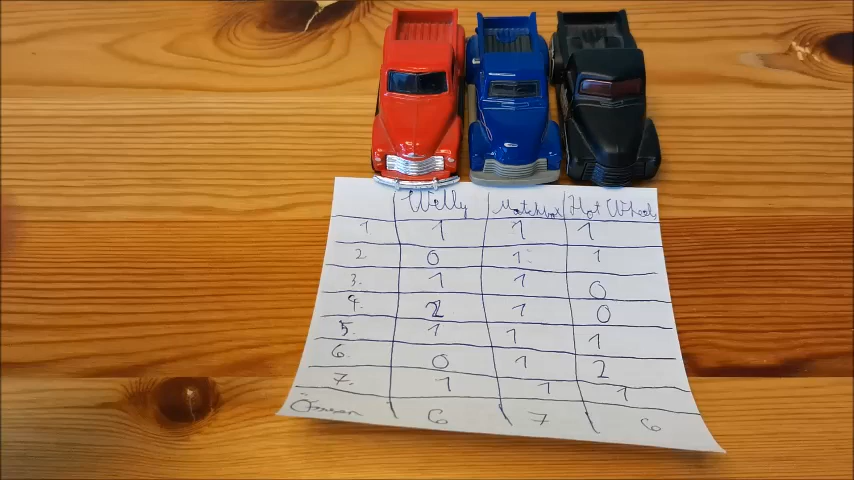 Welly Matchbox Hot Wheels
1 1 1 1
2 0 1 1
3. 1 1 0
4. 2 1 0
5. 1 1 1
6. 0 1 2
7. 1 1 1
6 7 6